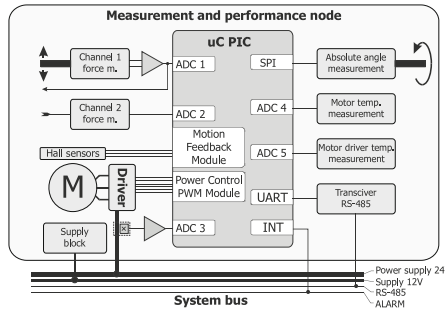 Measurement and performance node
uC PIC
Channel 1
force m.
ADC 1
SPI
Absolute angle
measurement
Channel 2
force m.
ADC 2
ADC 4
Motor temp.
measurement
Hall sensors
Motion
Feedback
Module
ADC 5
Motor driver temp.
measurement
M
Driver
Power Control
PWM Module
UART
Transciver
RS-485
Supply
block
ADC 3
INT
Power supply 24
Supply 12V
RS-485
ALARM
System bus